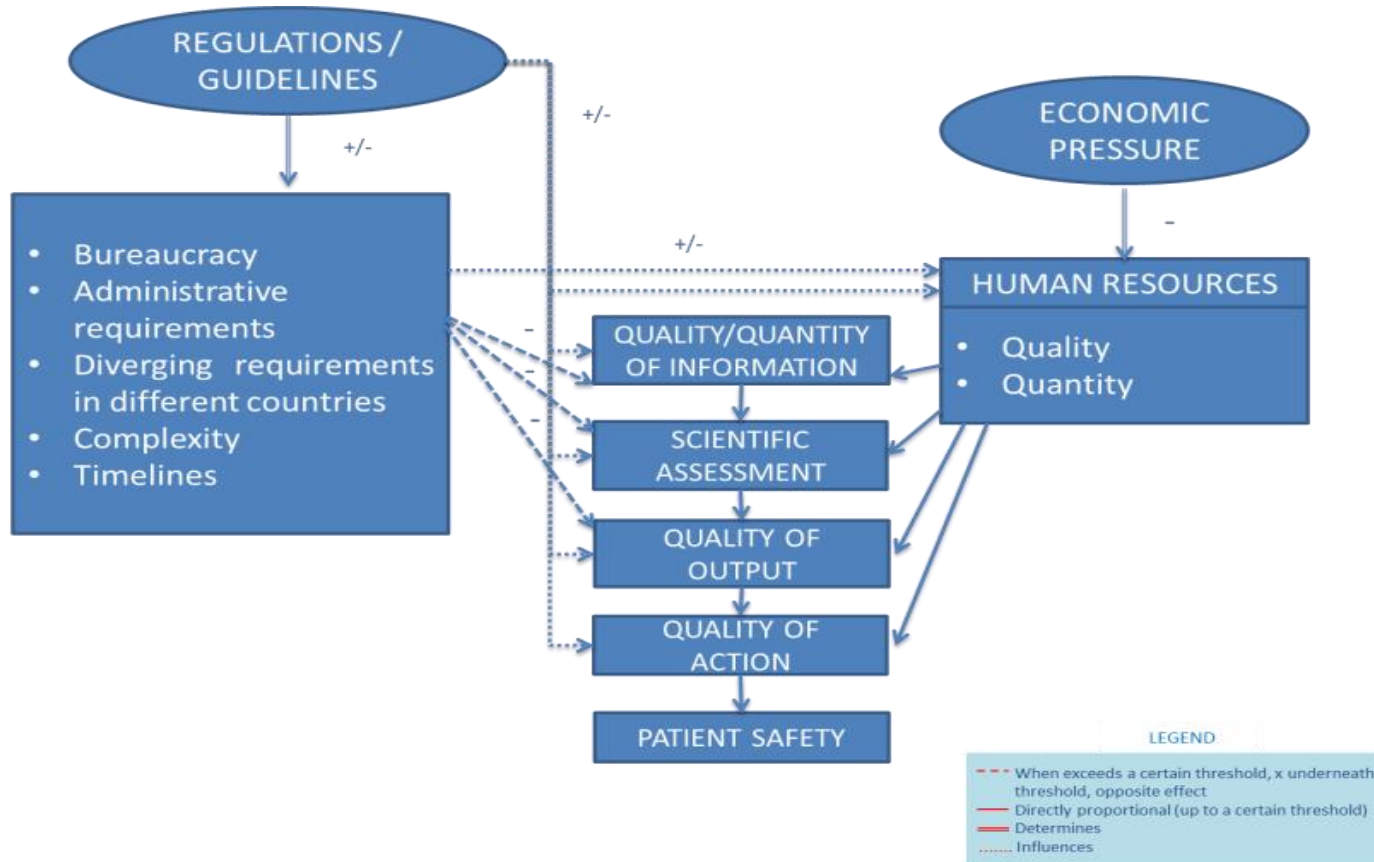 REGULATIONS /
GUIDELINES
+/-
+/-
ECONOMIC
PRESSURE
-
• Bureaucracy
• Administrative
requirements
• Diverging requirements
in different countries
• Complexity
• Timelines
+/-
-
-
-
HUMAN RESOURCES
• Quality
• Quantity
QUALITY/QUANTITY
OF INFORMATION
SCIENTIFIC
ASSESSMENT
QUALITY OF
OUTPUT
QUALITY OF
ACTION
PATIENT SAFETY
LEGEND
When exceeds a certain threshold, x underneath
threshold, opposite effect
Directly proportional (up to a certain threshold)
Determines
Influences